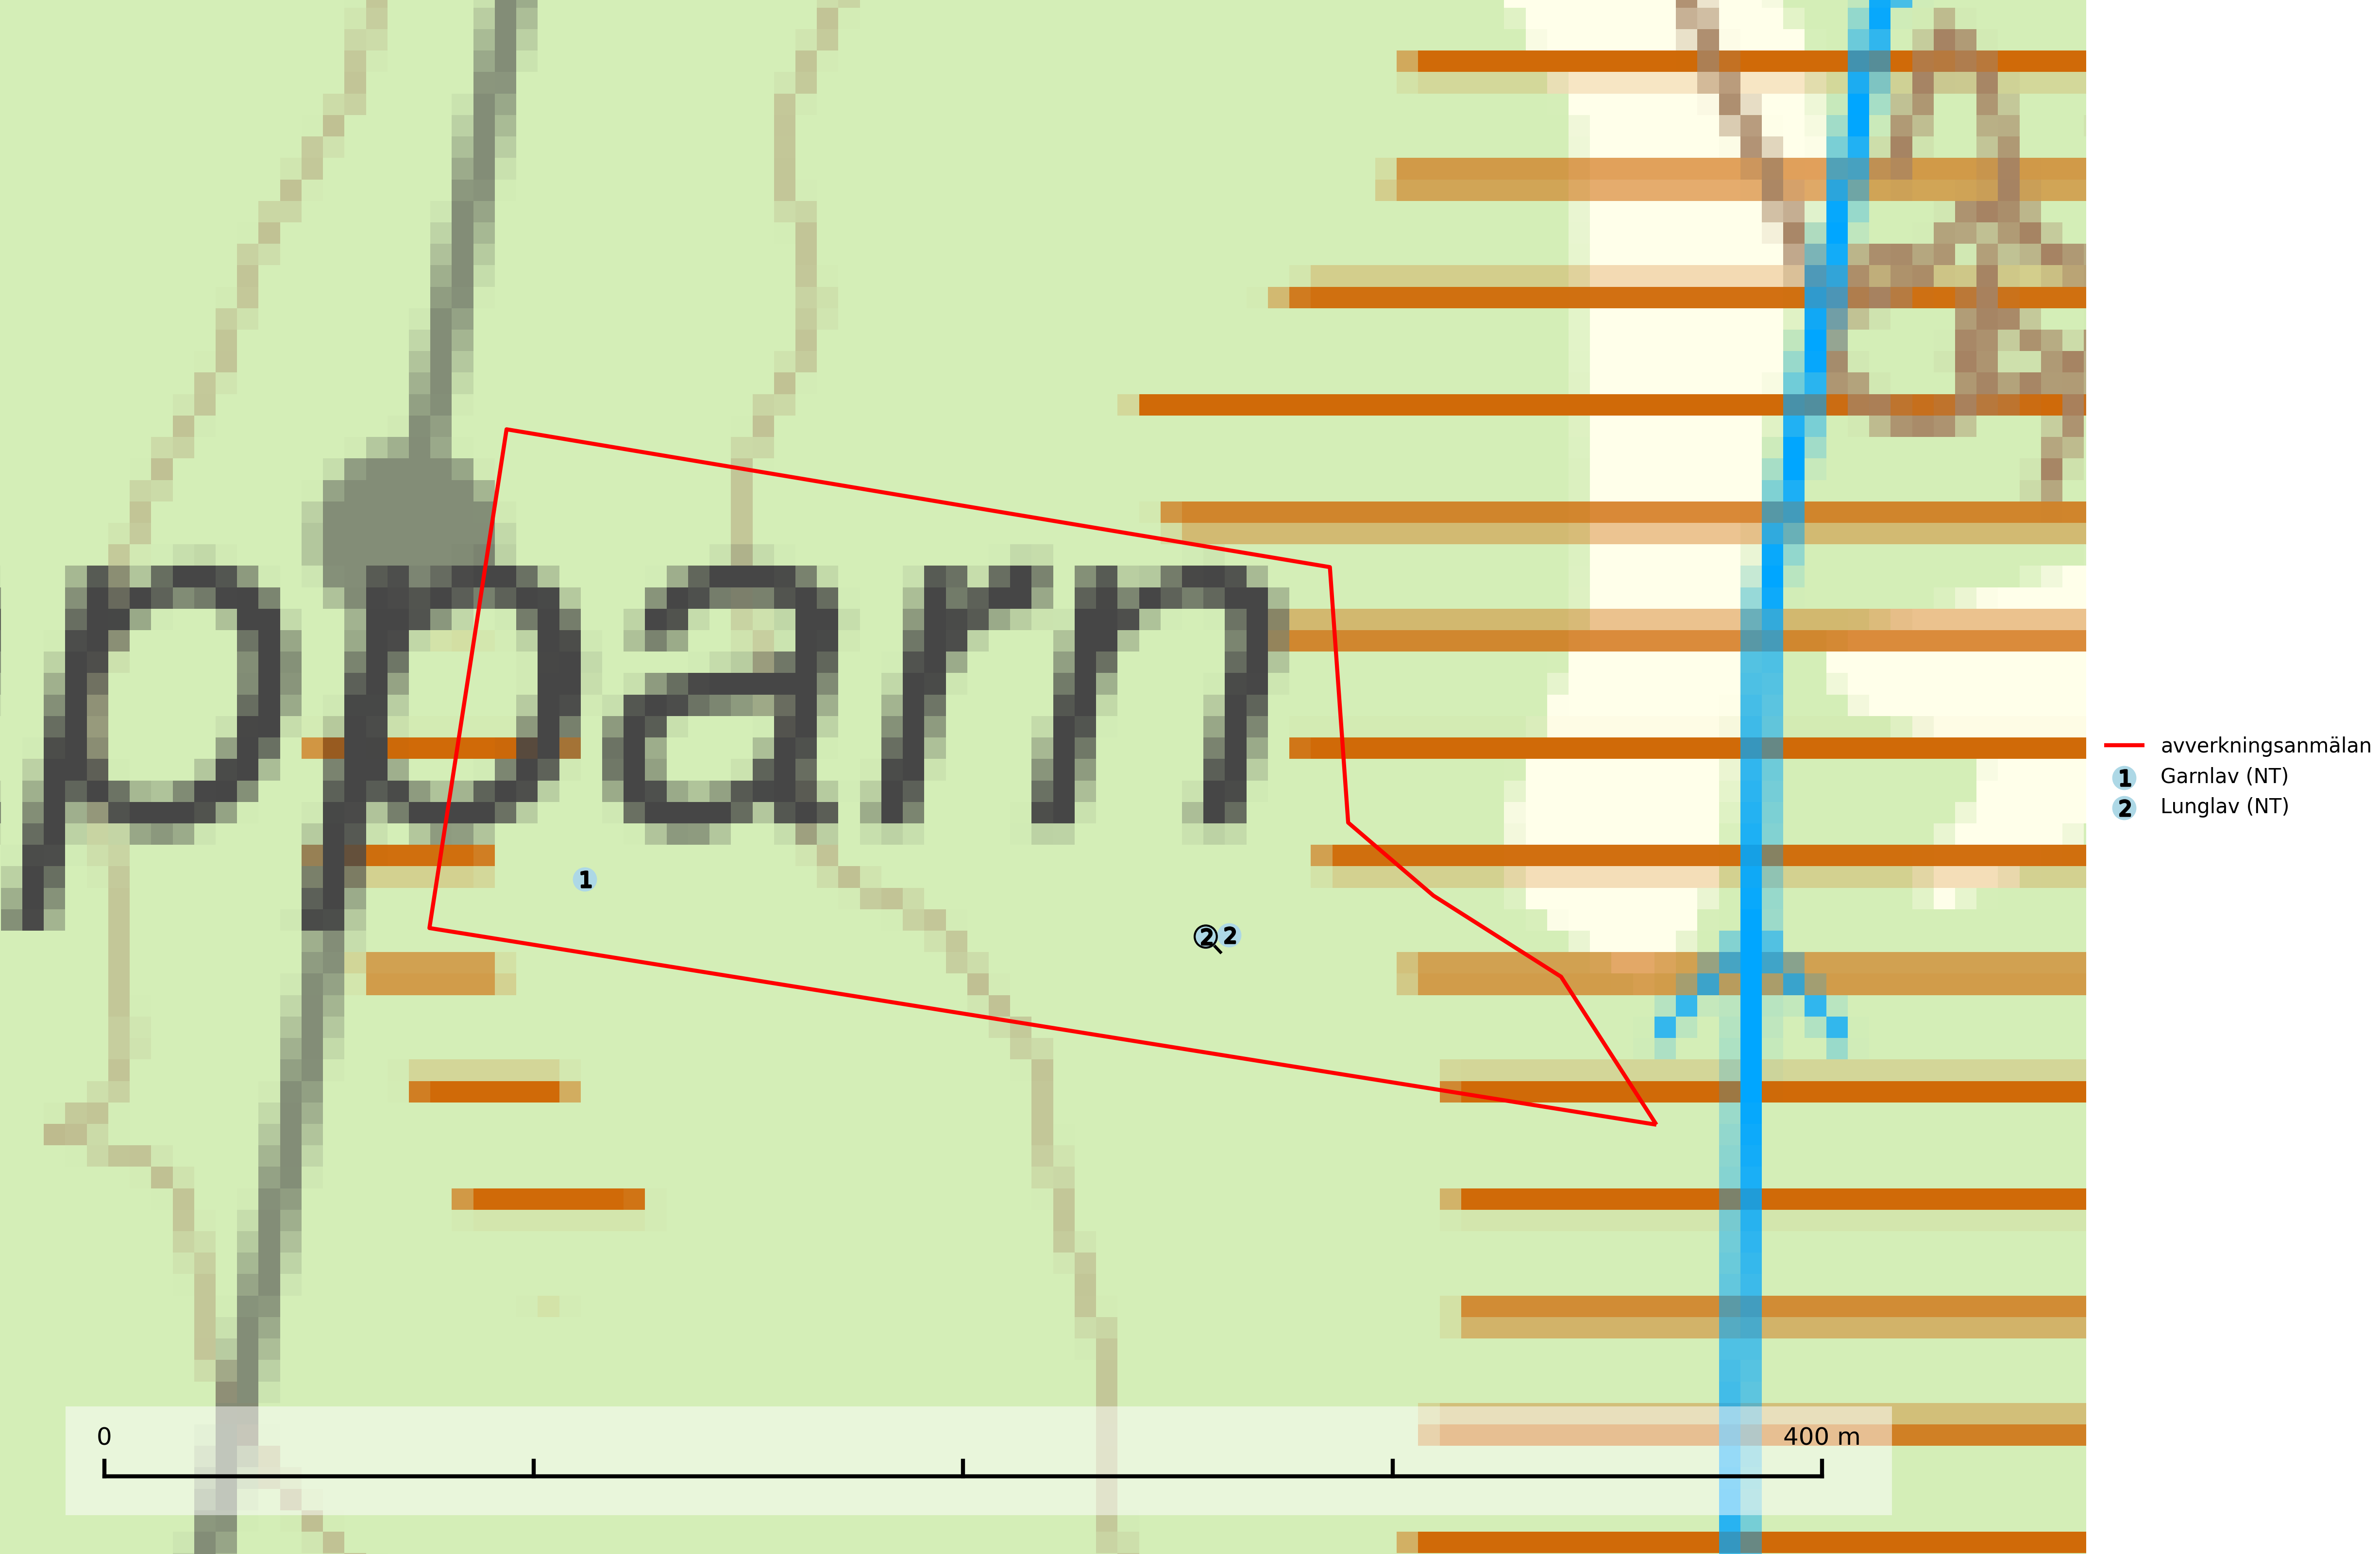 pparn
avverkningsanmälan
1 Garnlav (NT)
2 Lunglav (NT)
1
2 2
0 400 m